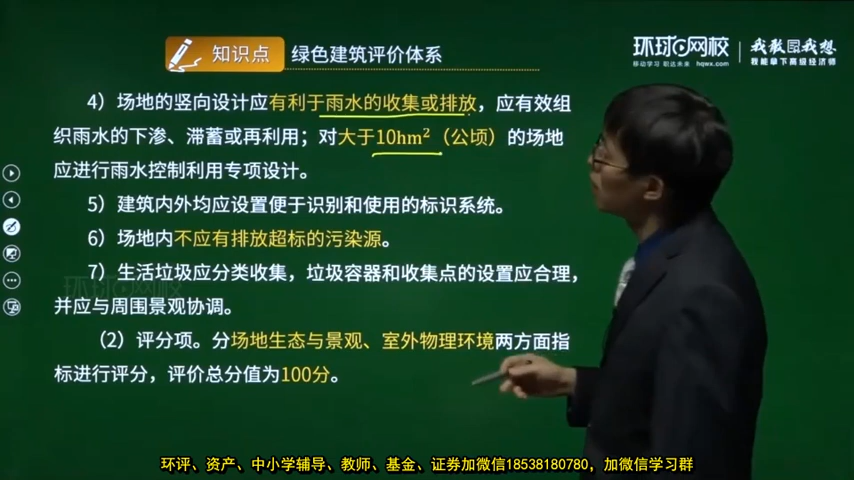 知识点 绿色建筑评价体系
环球网校 我敢 我想
移动学习 职达未来 hqwx.com 我能拿下高级经济师
4）场地的竖向设计应有利于雨水的收集或排放，应有效组
织雨水的下渗、滞蓄或再利用；对大于10hm²（公顷）的场地
应进行雨水控制利用专项设计。
5）建筑内外均应设置便于识别和使用的标识系统。
6）场地内不应有排放超标的污染源。
7）生活垃圾应分类收集，垃圾容器和收集点的设置应合理，
并应与周围景观协调。
环球网校
（2）评分项。分场地生态与景观、室外物理环境两方面指
标进行评分，评价总分值为100分。
环评、资产、中小学辅导、教师、基金、证券加微信18538180780，加微信学习群